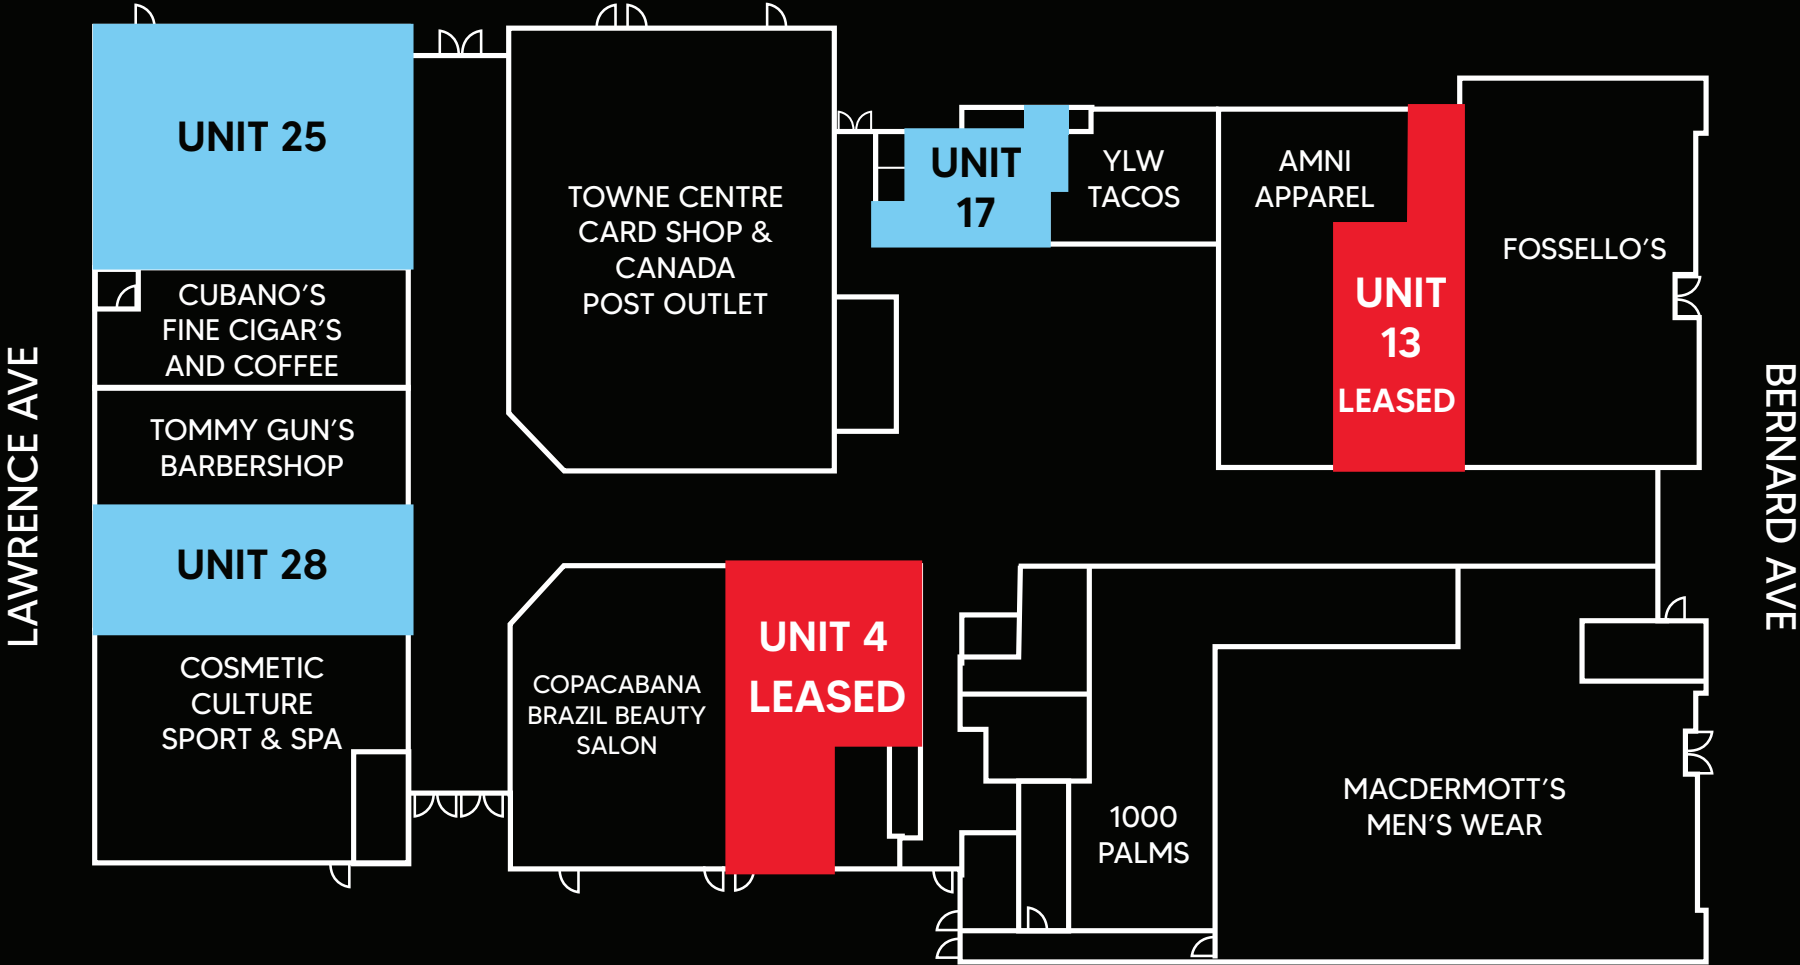 UNIT 25
CUBANO'S
FINE CIGAR'S
AND COFFEE
TOMMY GUN'S
BARBERSHOP
UNIT 28
COSMETIC
CULTURE
SPORT & SPA
LAWRENCE AVE
TOWNE CENTRE
CARD SHOP &
CANADA
POST OUTLET
UNIT
17
YLW
TACOS
AMNI
APPAREL
UNIT
13
LEASED
FOSSELLO'S
BERNARD AVE
COPACABANA
BRAZIL BEAUTY
SALON
UNIT 4
LEASED
1000
PALMS
MACDERMOTT'S
MEN'S WEAR